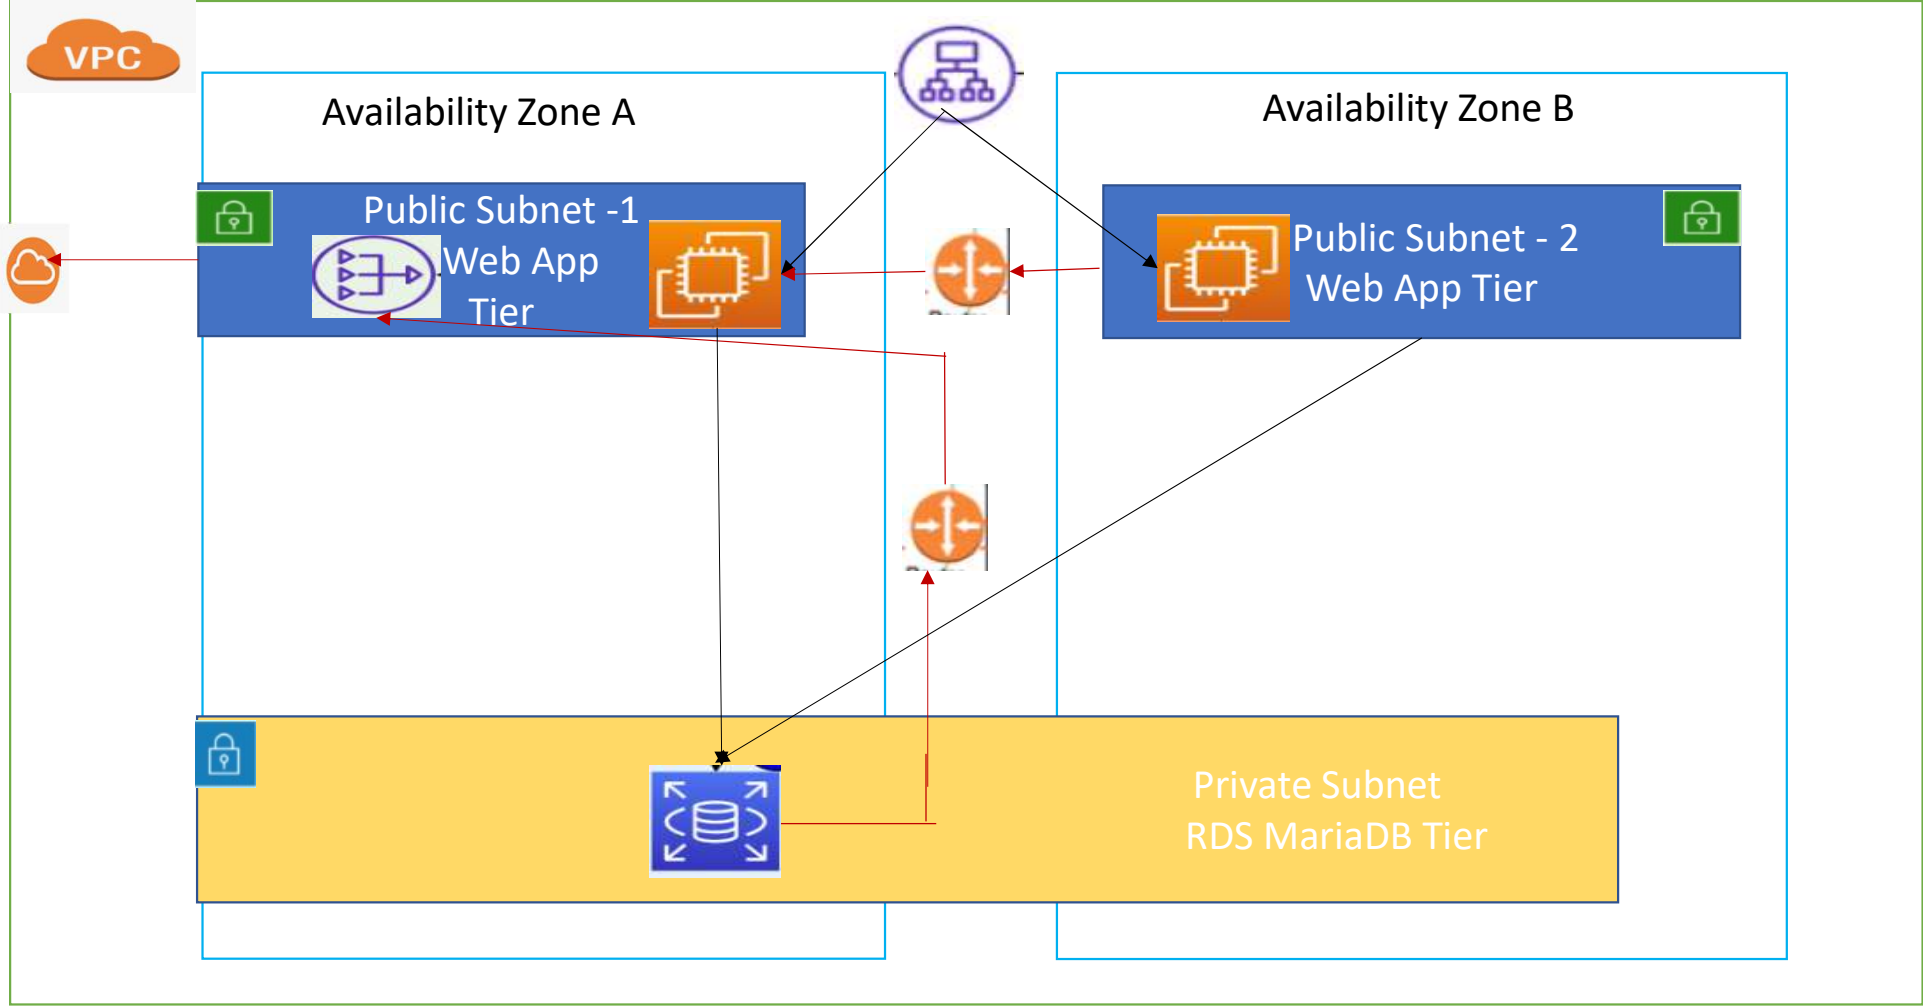 VPC
Availability Zone A
Availability Zone B
Public Subnet -1
Web App
Tier
Public Subnet - 2
Web App Tier
Private Subnet
RDS MariaDB Tier